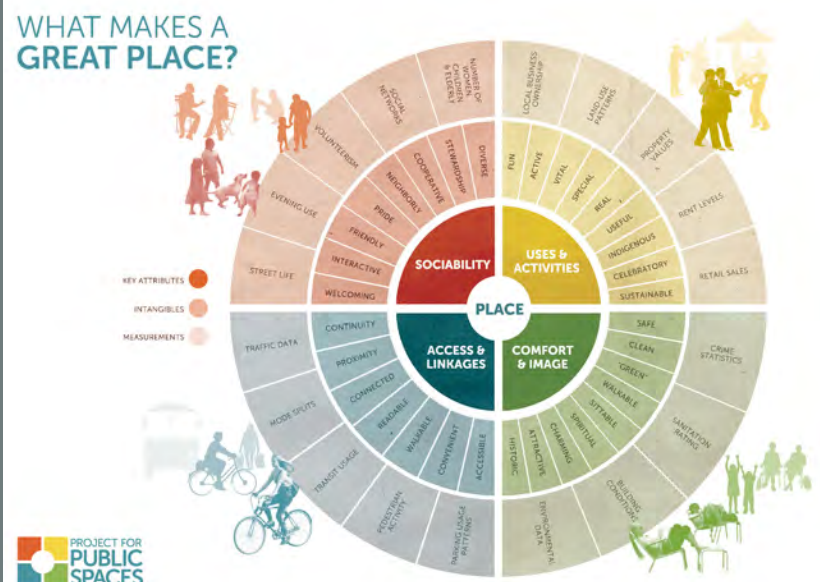 WHAT MAKES A
GREAT PLACE?
KEY ATTRIBUTES
INTANGIBLES
MEASUREMENTS
PLACE
SOCIABILITY
USES &
ACTIVITIES
ACCESS &
LINKAGES
COMFORT
& IMAGE
WELCOMING
INTERACTIVE
FRIENDLY
PRIDE
NEIGHBORLY
COOPERATIVE
STEWARDSHIP
DIVERSE
FUN
ACTIVE
VITAL
SPECIAL
REAL
USEFUL
INDIGENOUS
CELEBRATORY
SUSTAINABLE
SAFE
CLEAN
"GREEN"
WALKABLE
SITTABLE
SPIRITUAL
CHARMING
ATTRACTIVE
HISTORIC
ACCESSIBLE
CONVENIENT
WALKABLE
READABLE
CONNECTED
PROXIMITY
CONTINUITY
STREET LIFE
EVENING USE
VOLUNTEERISM
SOCIAL
NETWORKS
NUMBER OF
WOMEN,
CHILDREN
& ELDERLY
LOCAL BUSINESS
OWNERSHIP
LAND-USE
PATTERNS
PROPERTY
VALUES
RENT LEVELS
RETAIL SALES
CRIME
STATISTICS
SANITATION
RATING
BUILDING
CONDITIONS
ENVIRONMENTAL
DATA
PARKING USAGE
PATTERNS
PEDESTRIAN
ACTIVITY
TRANSIT USAGE
MODE SPLITS
TRAFFIC DATA
PROJECT FOR
PUBLIC
SPACES